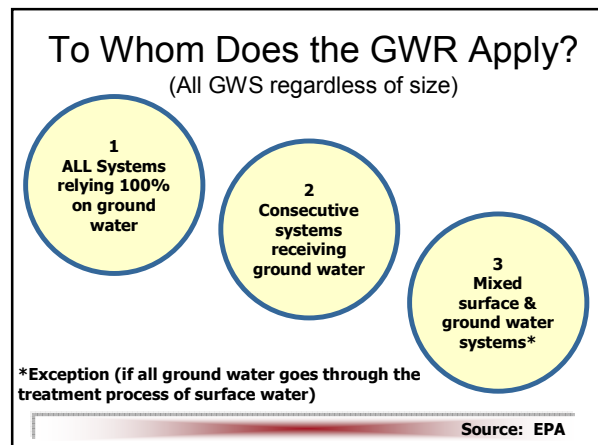 To Whom Does the GWR Apply?
(All GWS regardless of size)
1
ALL Systems
relying 100%
on ground
water
2
Consecutive
systems
receiving
ground water
3
Mixed
surface &
ground water
systems*
*Exception (if all ground water goes through the
treatment process of surface water)
Source: EPA